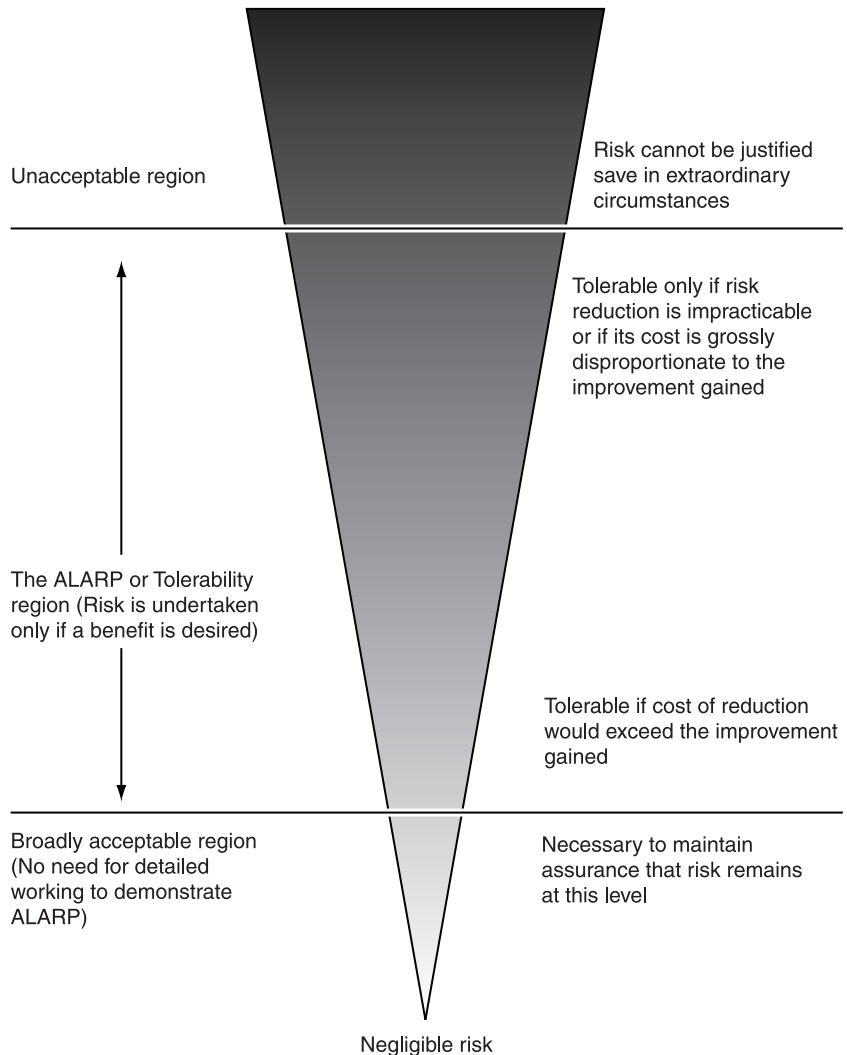 Unacceptable region
Risk cannot be justified
save in extraordinary
circumstances
Tolerable only if risk
reduction is impracticable
or if its cost is grossly
disproportionate to the
improvement gained
The ALARP or Tolerability
region (Risk is undertaken
only if a benefit is desired)
Tolerable if cost of reduction
would exceed the improvement
gained
Broadly acceptable region
(No need for detailed
working to demonstrate
ALARP)
Necessary to maintain
assurance that risk remains
at this level
Negligible risk